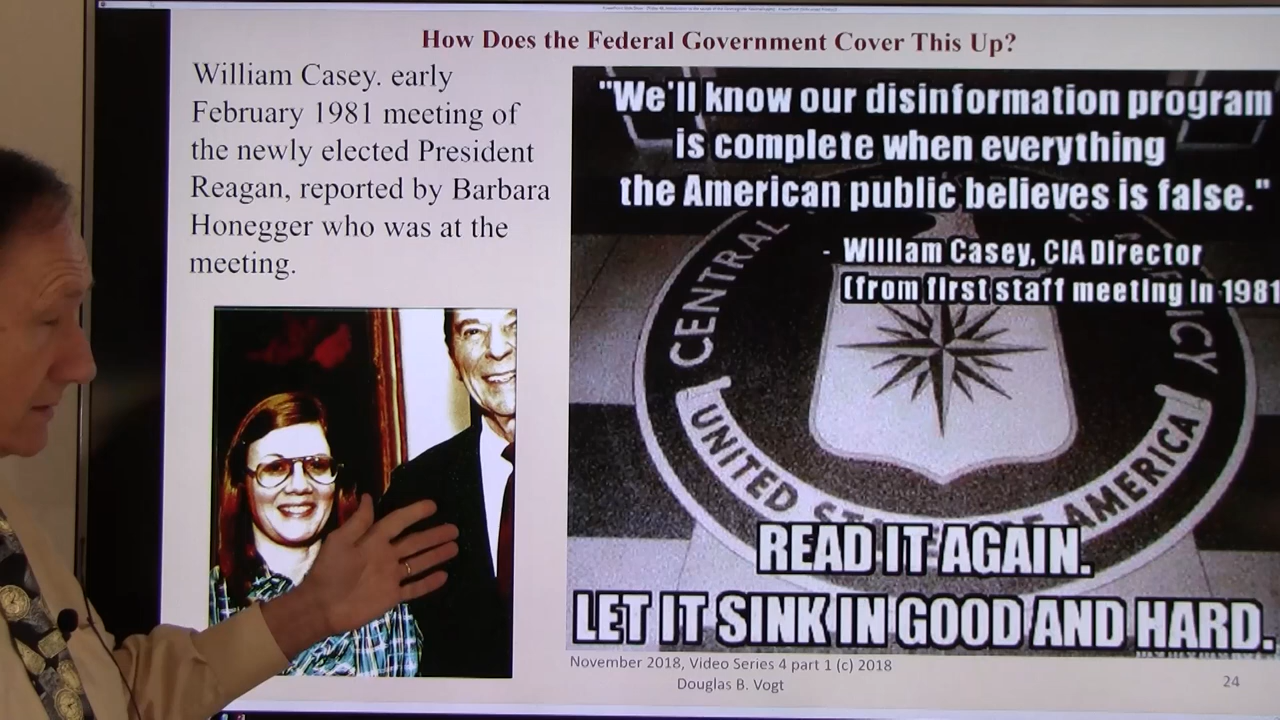 How Does the Federal Government Cover This Up?
William Casey. early
February 1981 meeting of
the newly elected President
Reagan, reported by Barbara
Honegger who was at the
meeting.
"We'll know our disinformation program
is complete when everything
the American public believes is false."
- William Casey, CIA Director
(from first staff meeting in 1981
CENTRAL
UNITED
AMERICA
READ IT AGAIN.
LET IT SINK IN GOOD AND HARD.
November 2018, Video Series 4 part 1 (c) 2018
Douglas B. Vogt
24